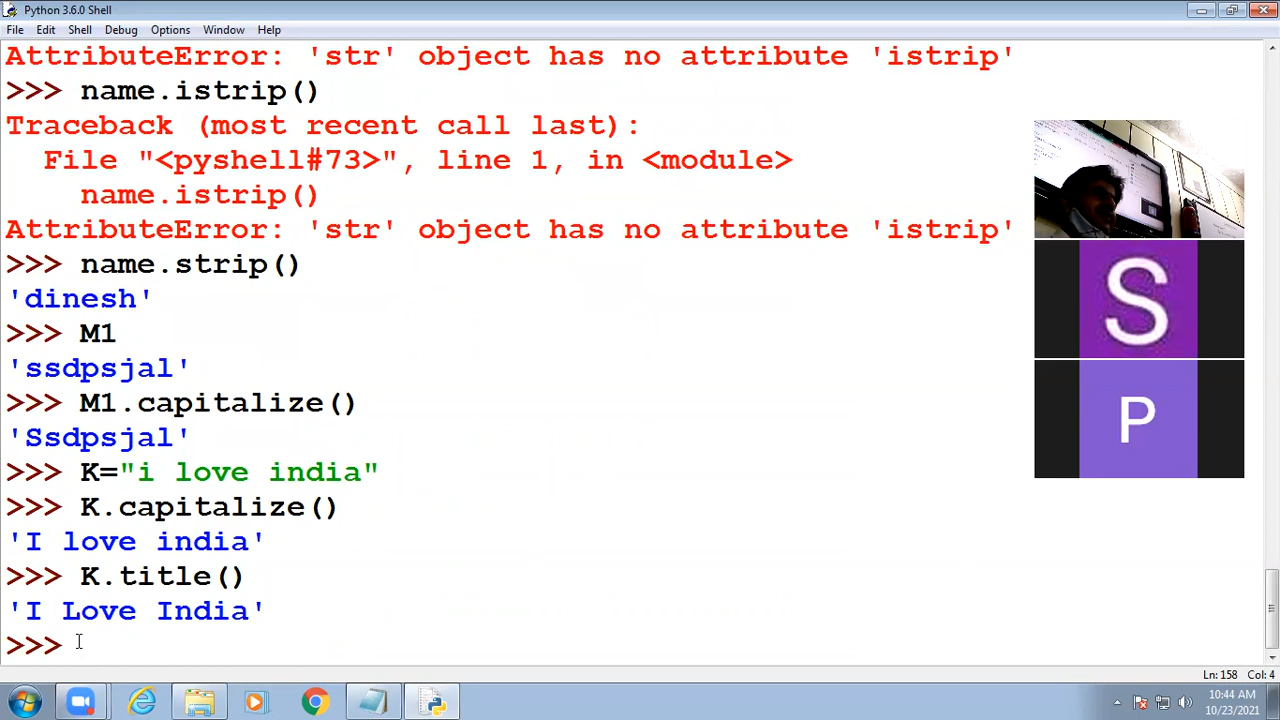 Python 3.6.0 Shell
File Edit Shell Debug Options Window Help
AttributeError: 'str' object has no attribute 'istrip'
>>> name.istrip()
Traceback (most recent call last):
  File "<pyshell#73>", line 1, in <module>
    name.istrip()
AttributeError: 'str' object has no attribute 'istrip'
>>> name.strip()
'dinesh'
>>> M1
'ssdpsjal'
>>> M1.capitalize()
'Ssdpsjal'
>>> K="i love india"
>>> K.capitalize()
'I love india'
>>> K.title()
'I Love India'
>>>
S
P
Ln: 158 Col: 4
10:44 AM
10/23/2021